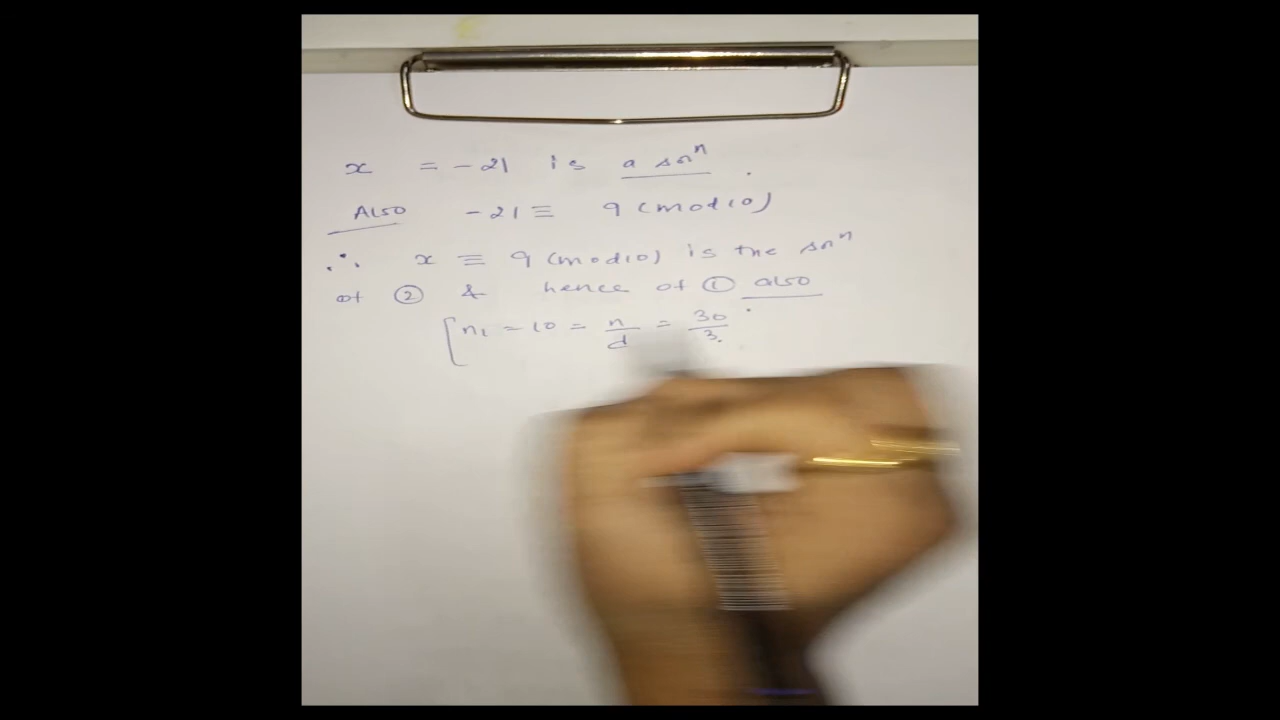 x = -21 is a solⁿ.
Also -21 ≡ 9 (mod 10)
∴ x ≡ 9 (mod 10) is the solⁿ
of ② & hence of ① also.
[n₁ = 10 = n/d = 30/3